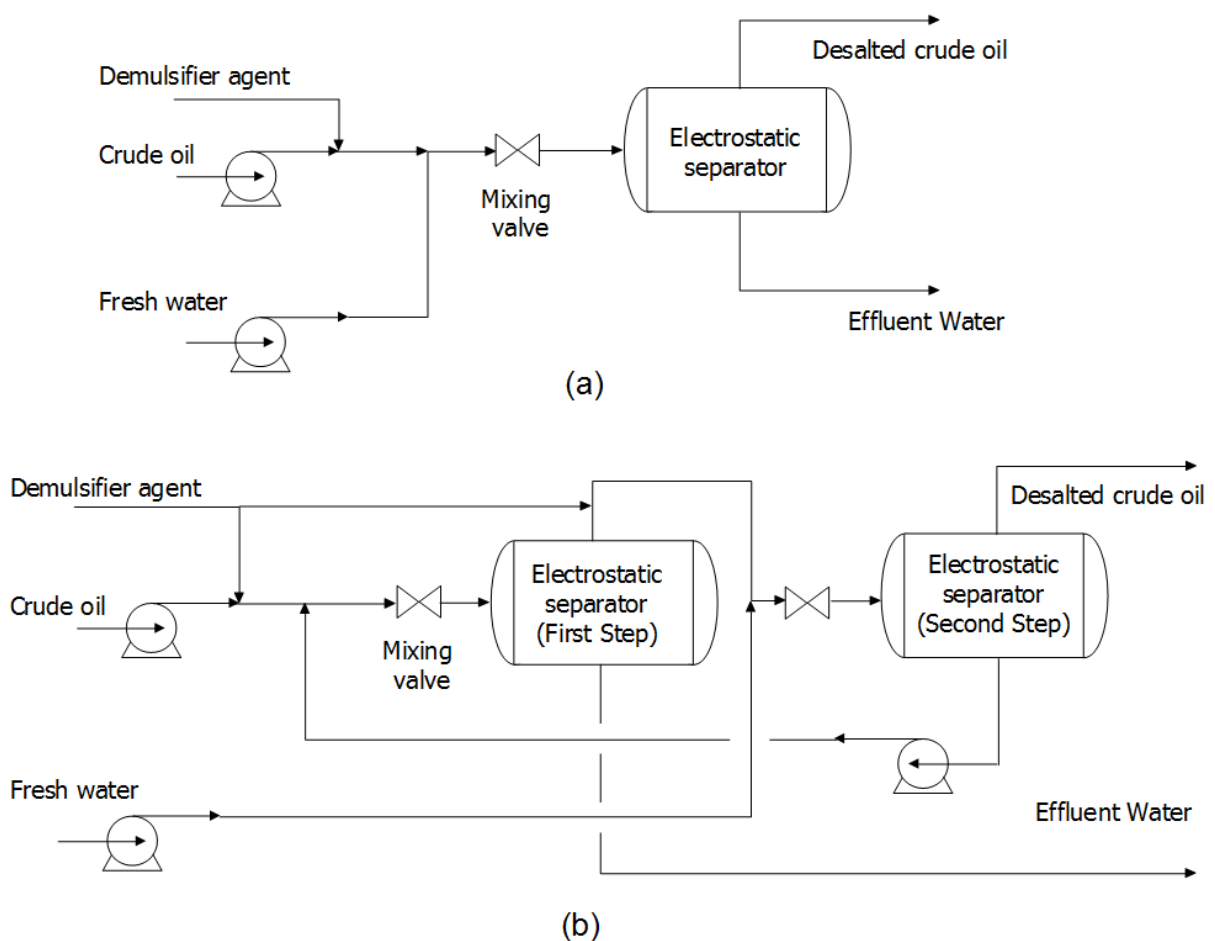 Desalted crude oil
Demulsifier agent
Electrostatic
separator
Crude oil
Mixing
valve
Fresh water
Effluent Water
(a)
Demulsifier agent
Desalted crude oil
Electrostatic
separator
(First Step)
Electrostatic
separator
(Second Step)
Crude oil
Mixing
valve
Fresh water
Effluent Water
(b)